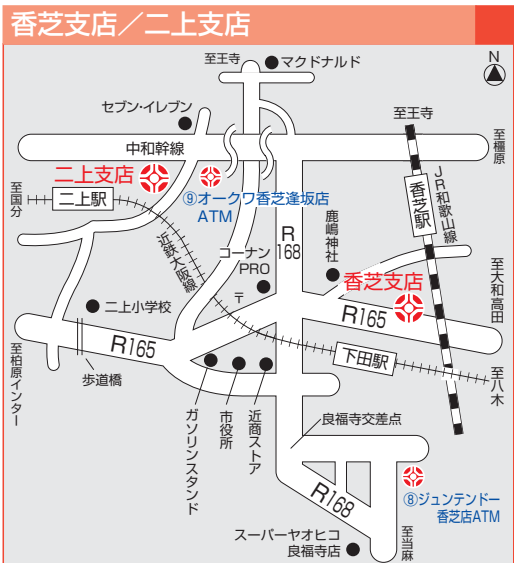 香芝支店／二上支店
N
至王寺
マクドナルド
セブン・イレブン
至王寺
中和幹線
至橿原
二上支店
至国分
二上駅
⑨オークワ香芝逢坂店
ATM
香芝駅
JR和歌山線
近鉄大阪線
コーナン
PRO
R
168
鹿嶋神社
香芝支店
至大和高田
〒
二上小学校
R165
R165
下田駅
至柏原インター
歩道橋
ガソリンスタンド
市役所
近商ストア
至八木
良福寺交差点
R168
⑧ジュンテンドー
香芝店ATM
スーパーヤオヒコ
良福寺店
至当麻